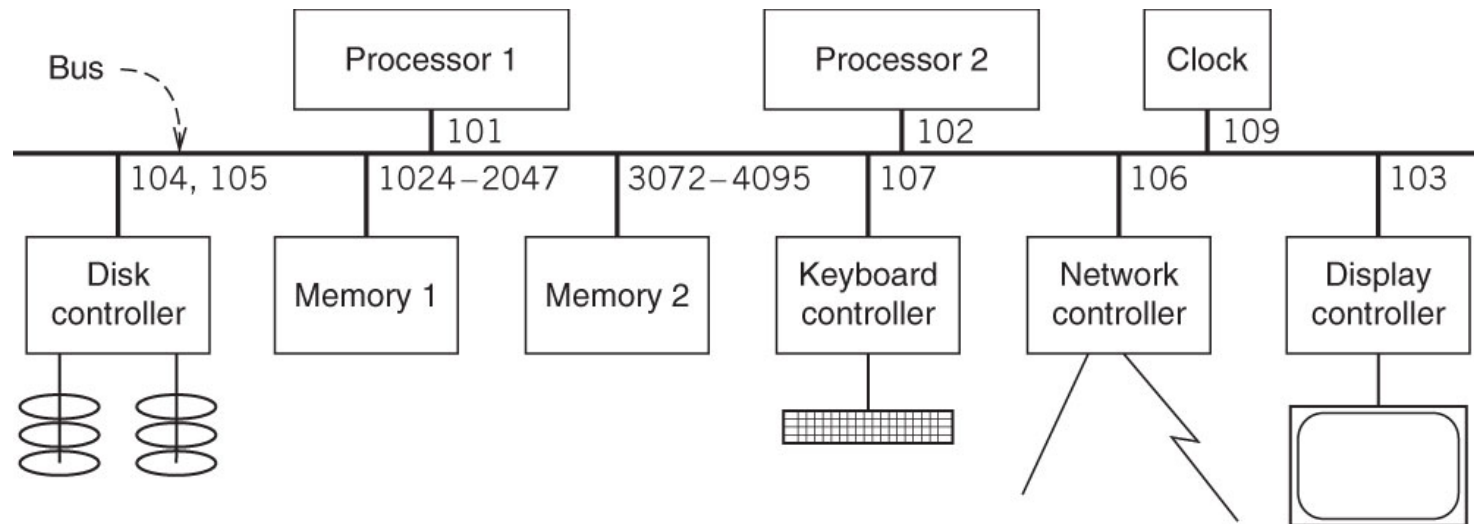 Processor 1
Processor 2
Clock
Bus
101
102
109
104, 105
1024–2047
3072–4095
107
106
103
Disk
controller
Memory 1
Memory 2
Keyboard
controller
Network
controller
Display
controller